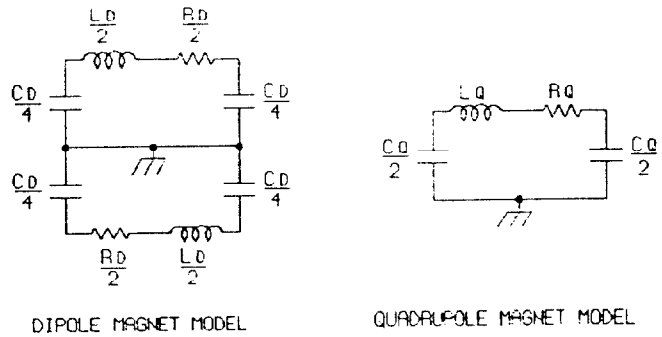 LD/2 RD/2
CD/4 CD/4
LQ RQ
CQ/2 CQ/2
CD/4 CD/4
RD/2 LD/2
DIPOLE MAGNET MODEL
QUADRUPOLE MAGNET MODEL